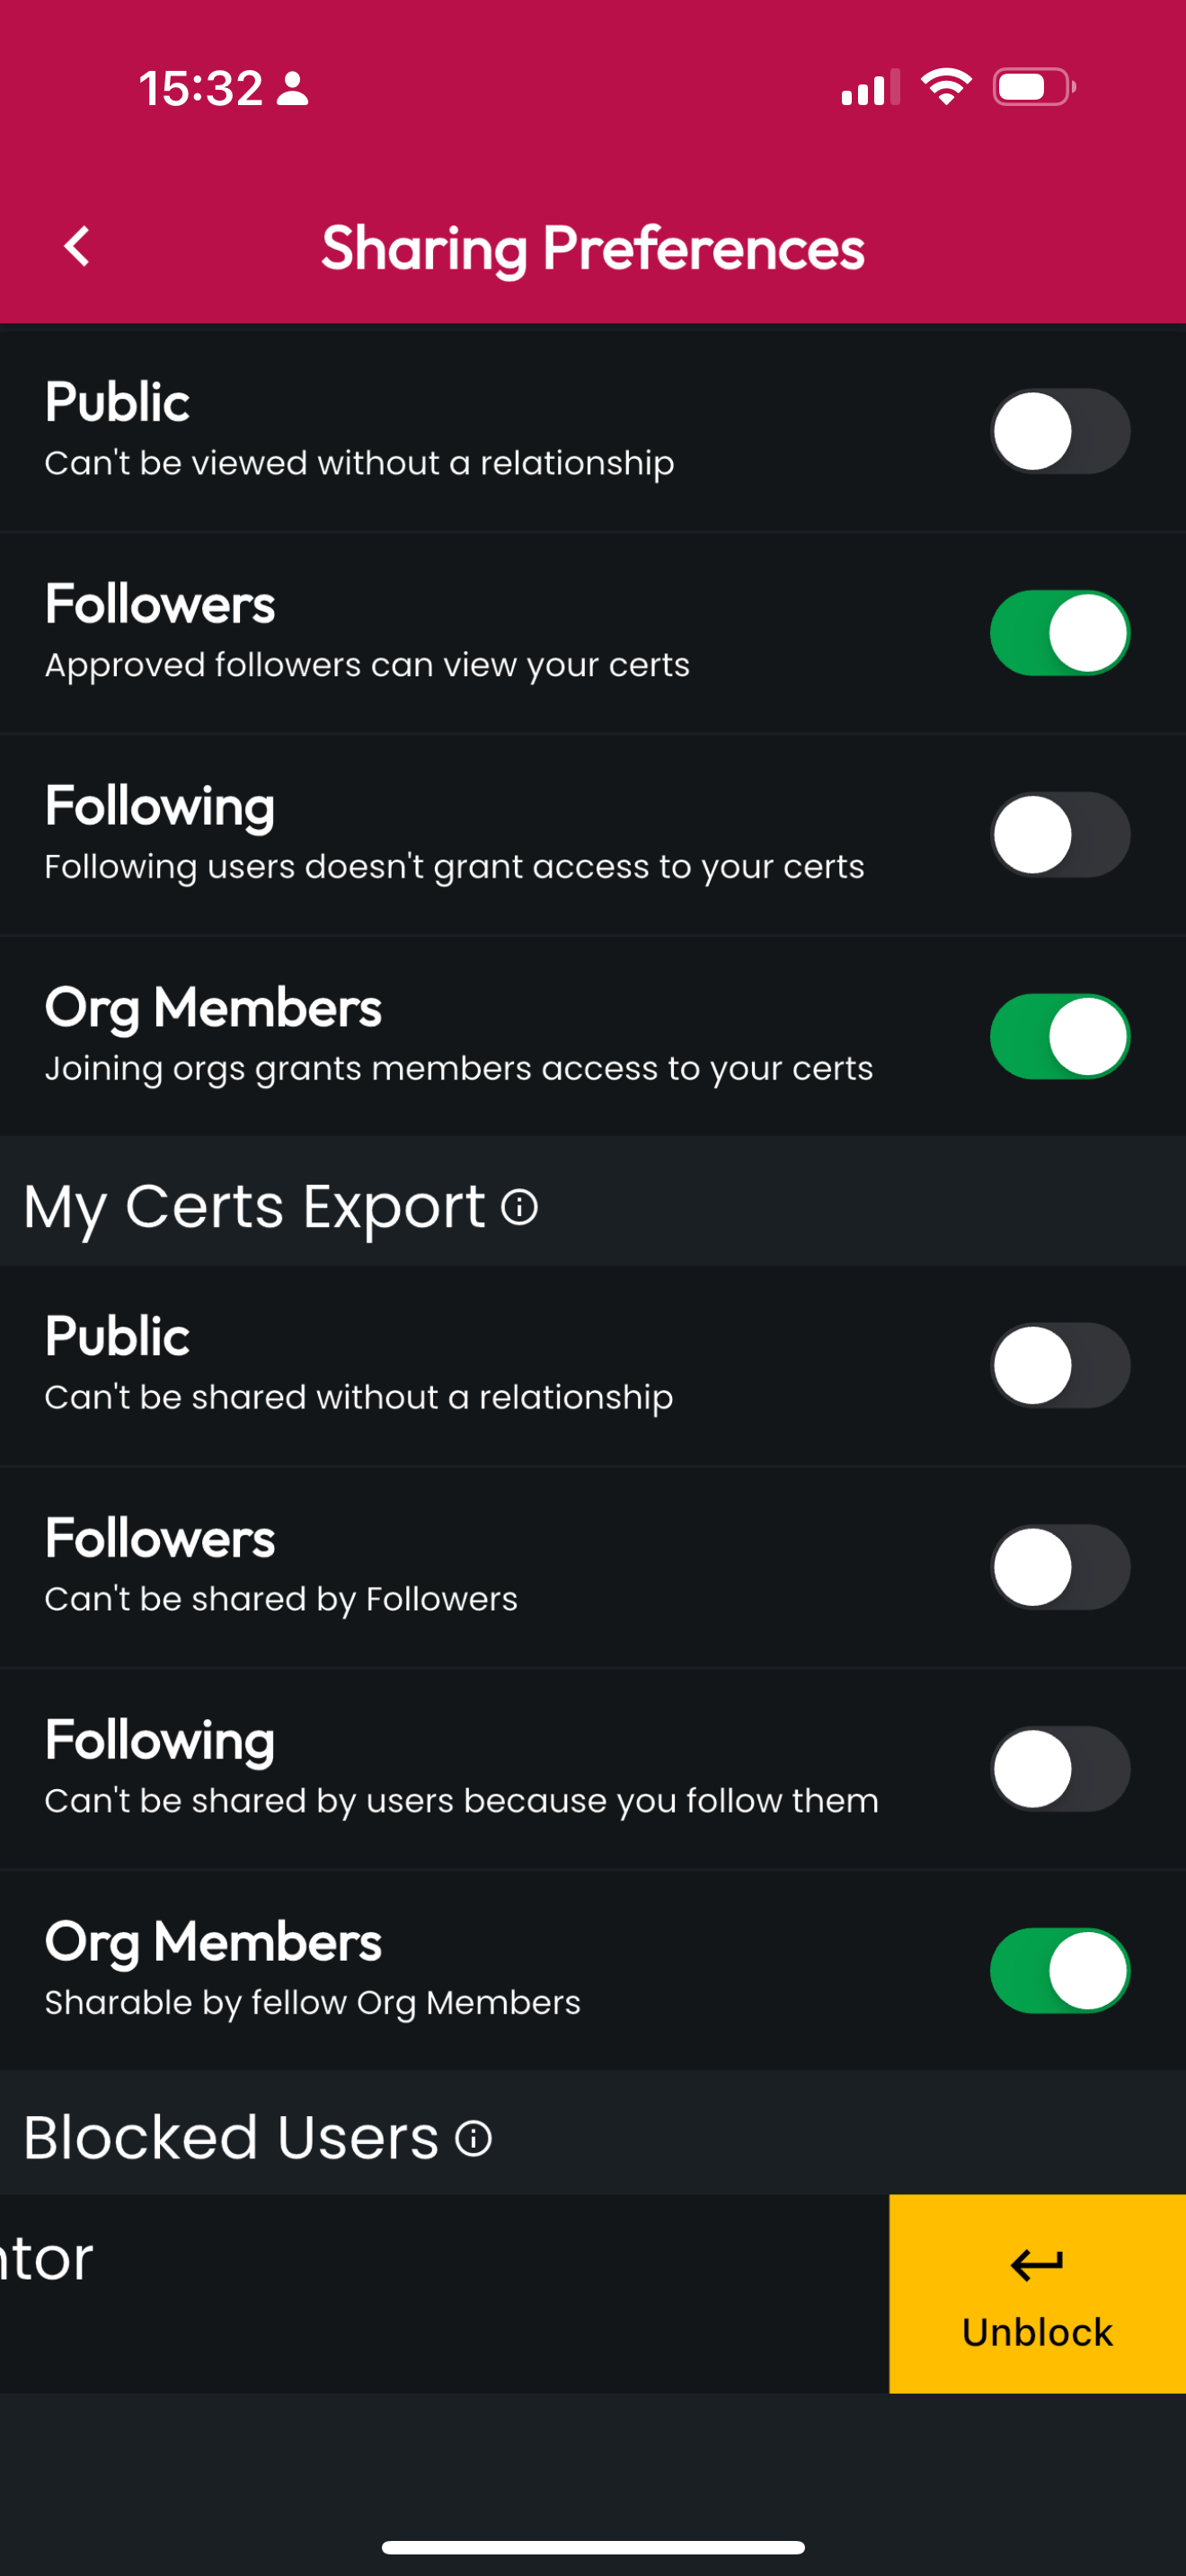 15:32
Sharing Preferences
Public
Can't be viewed without a relationship
Followers
Approved followers can view your certs
Following
Following users doesn't grant access to your certs
Org Members
Joining orgs grants members access to your certs
My Certs Export
Public
Can't be shared without a relationship
Followers
Can't be shared by Followers
Following
Can't be shared by users because you follow them
Org Members
Sharable by fellow Org Members
Blocked Users
ntor
Unblock